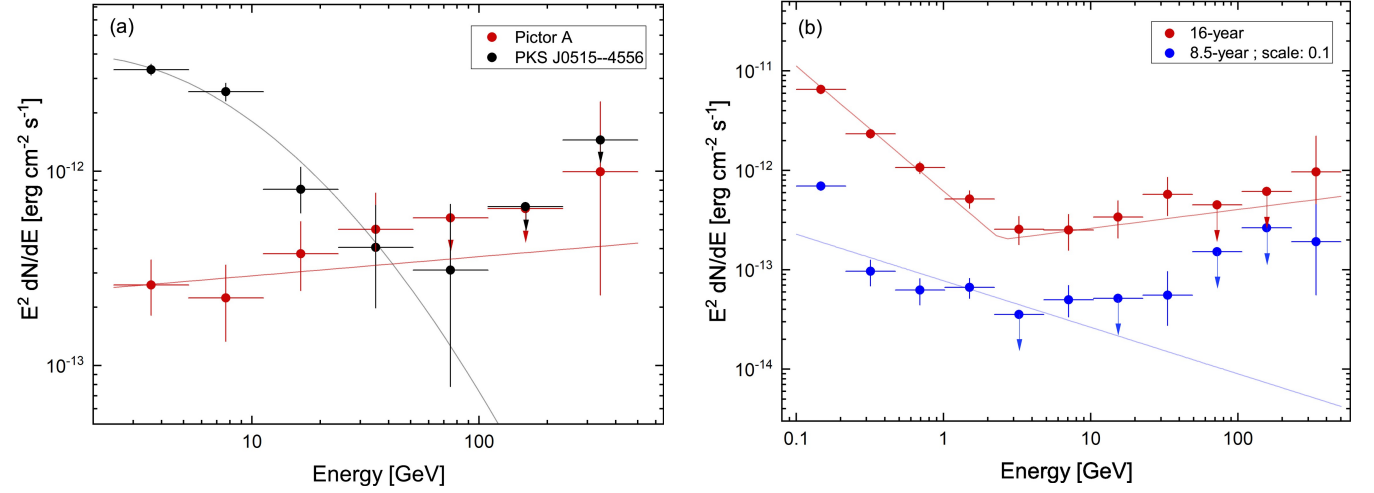 (a)
Pictor A
PKS J0515--4556
10⁻¹²
10⁻¹³
E² dN/dE [erg cm⁻² s⁻¹]
10
100
Energy [GeV]
(b)
16-year
8.5-year ; scale: 0.1
10⁻¹¹
10⁻¹²
10⁻¹³
10⁻¹⁴
E² dN/dE [erg cm⁻² s⁻¹]
0.1
1
10
100
Energy [GeV]